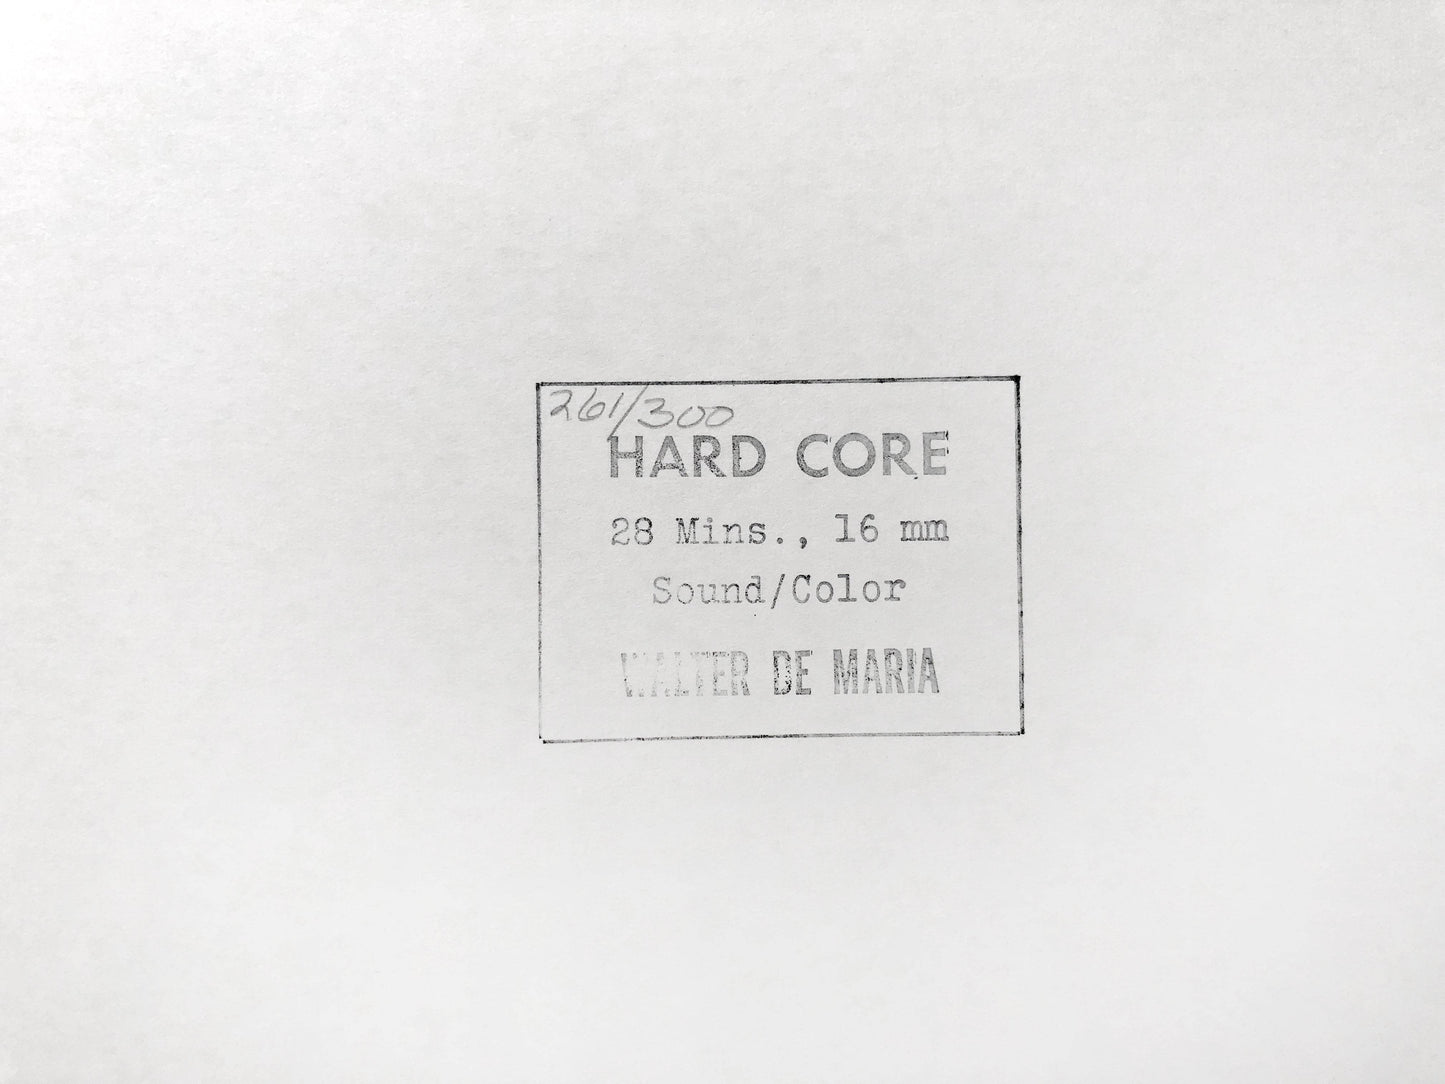 261/300
HARD CORE
28 Mins., 16 mm
Sound/Color
WALTER DE MARIA